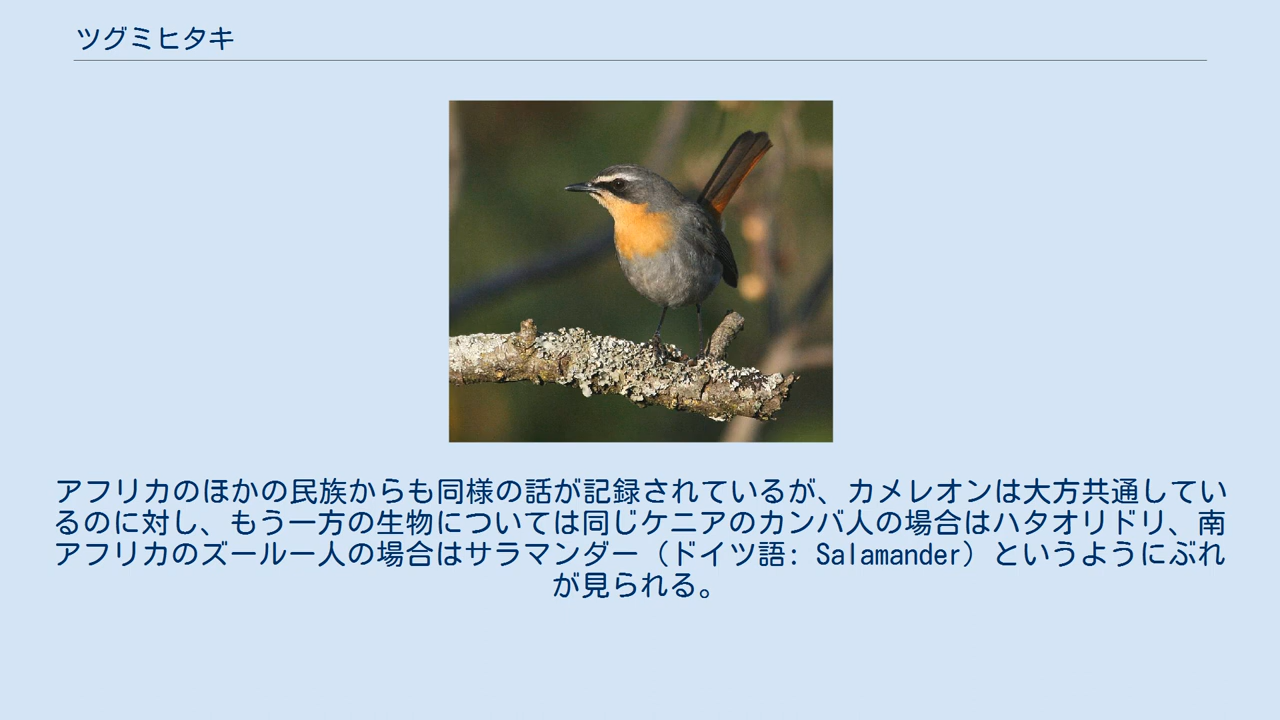 ツグミヒタキ
アフリカのほかの民族からも同様の話が記録されているが、カメレオンは大方共通してい
るのに対し、もう一方の生物については同じケニアのカンバ人の場合はハタオリドリ、南
アフリカのズールー人の場合はサラマンダー（ドイツ語: Salamander）というようにぶれ
が見られる。